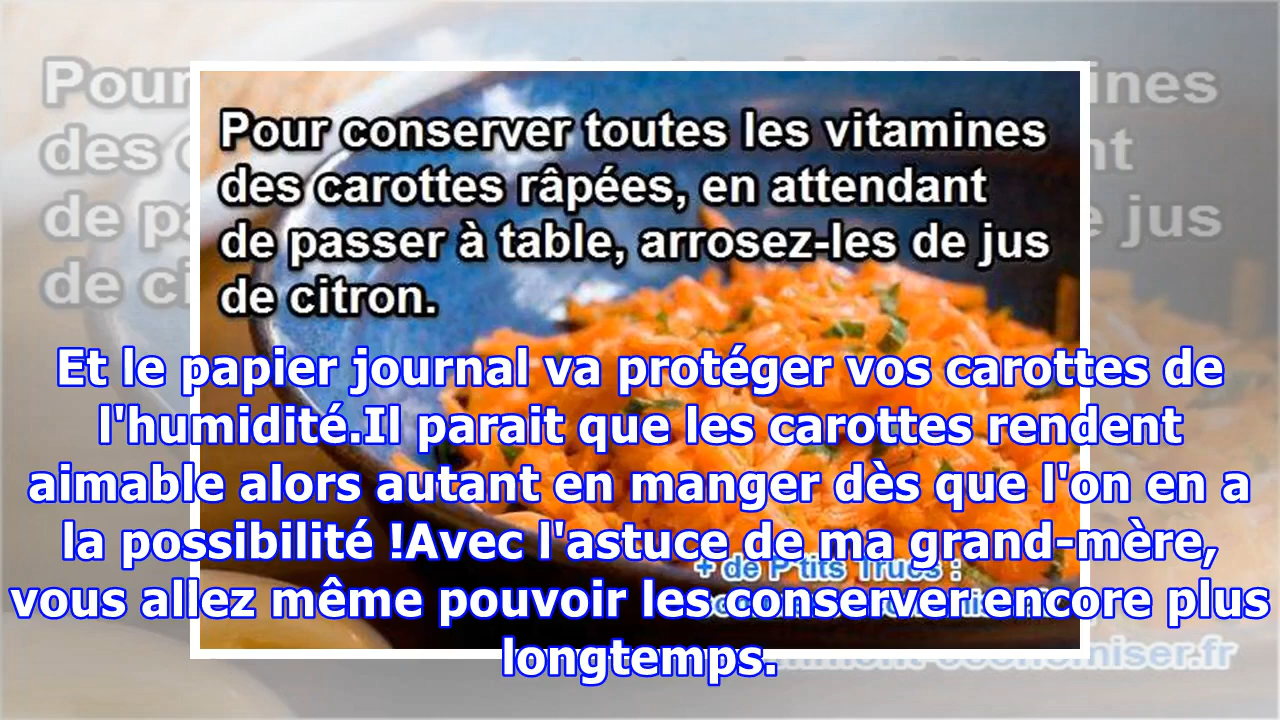 Pour conserver toutes les vitamines
des carottes râpées, en attendant
de passer à table, arrosez-les de jus
de citron.
Et le papier journal va protéger vos carottes de
l'humidité.Il parait que les carottes rendent
aimable alors autant en manger dès que l'on en a
la possibilité !Avec l'astuce de ma grand-mère,
+ de P'tits Trucs :
vous allez même pouvoir les conserver encore plus
longtemps.